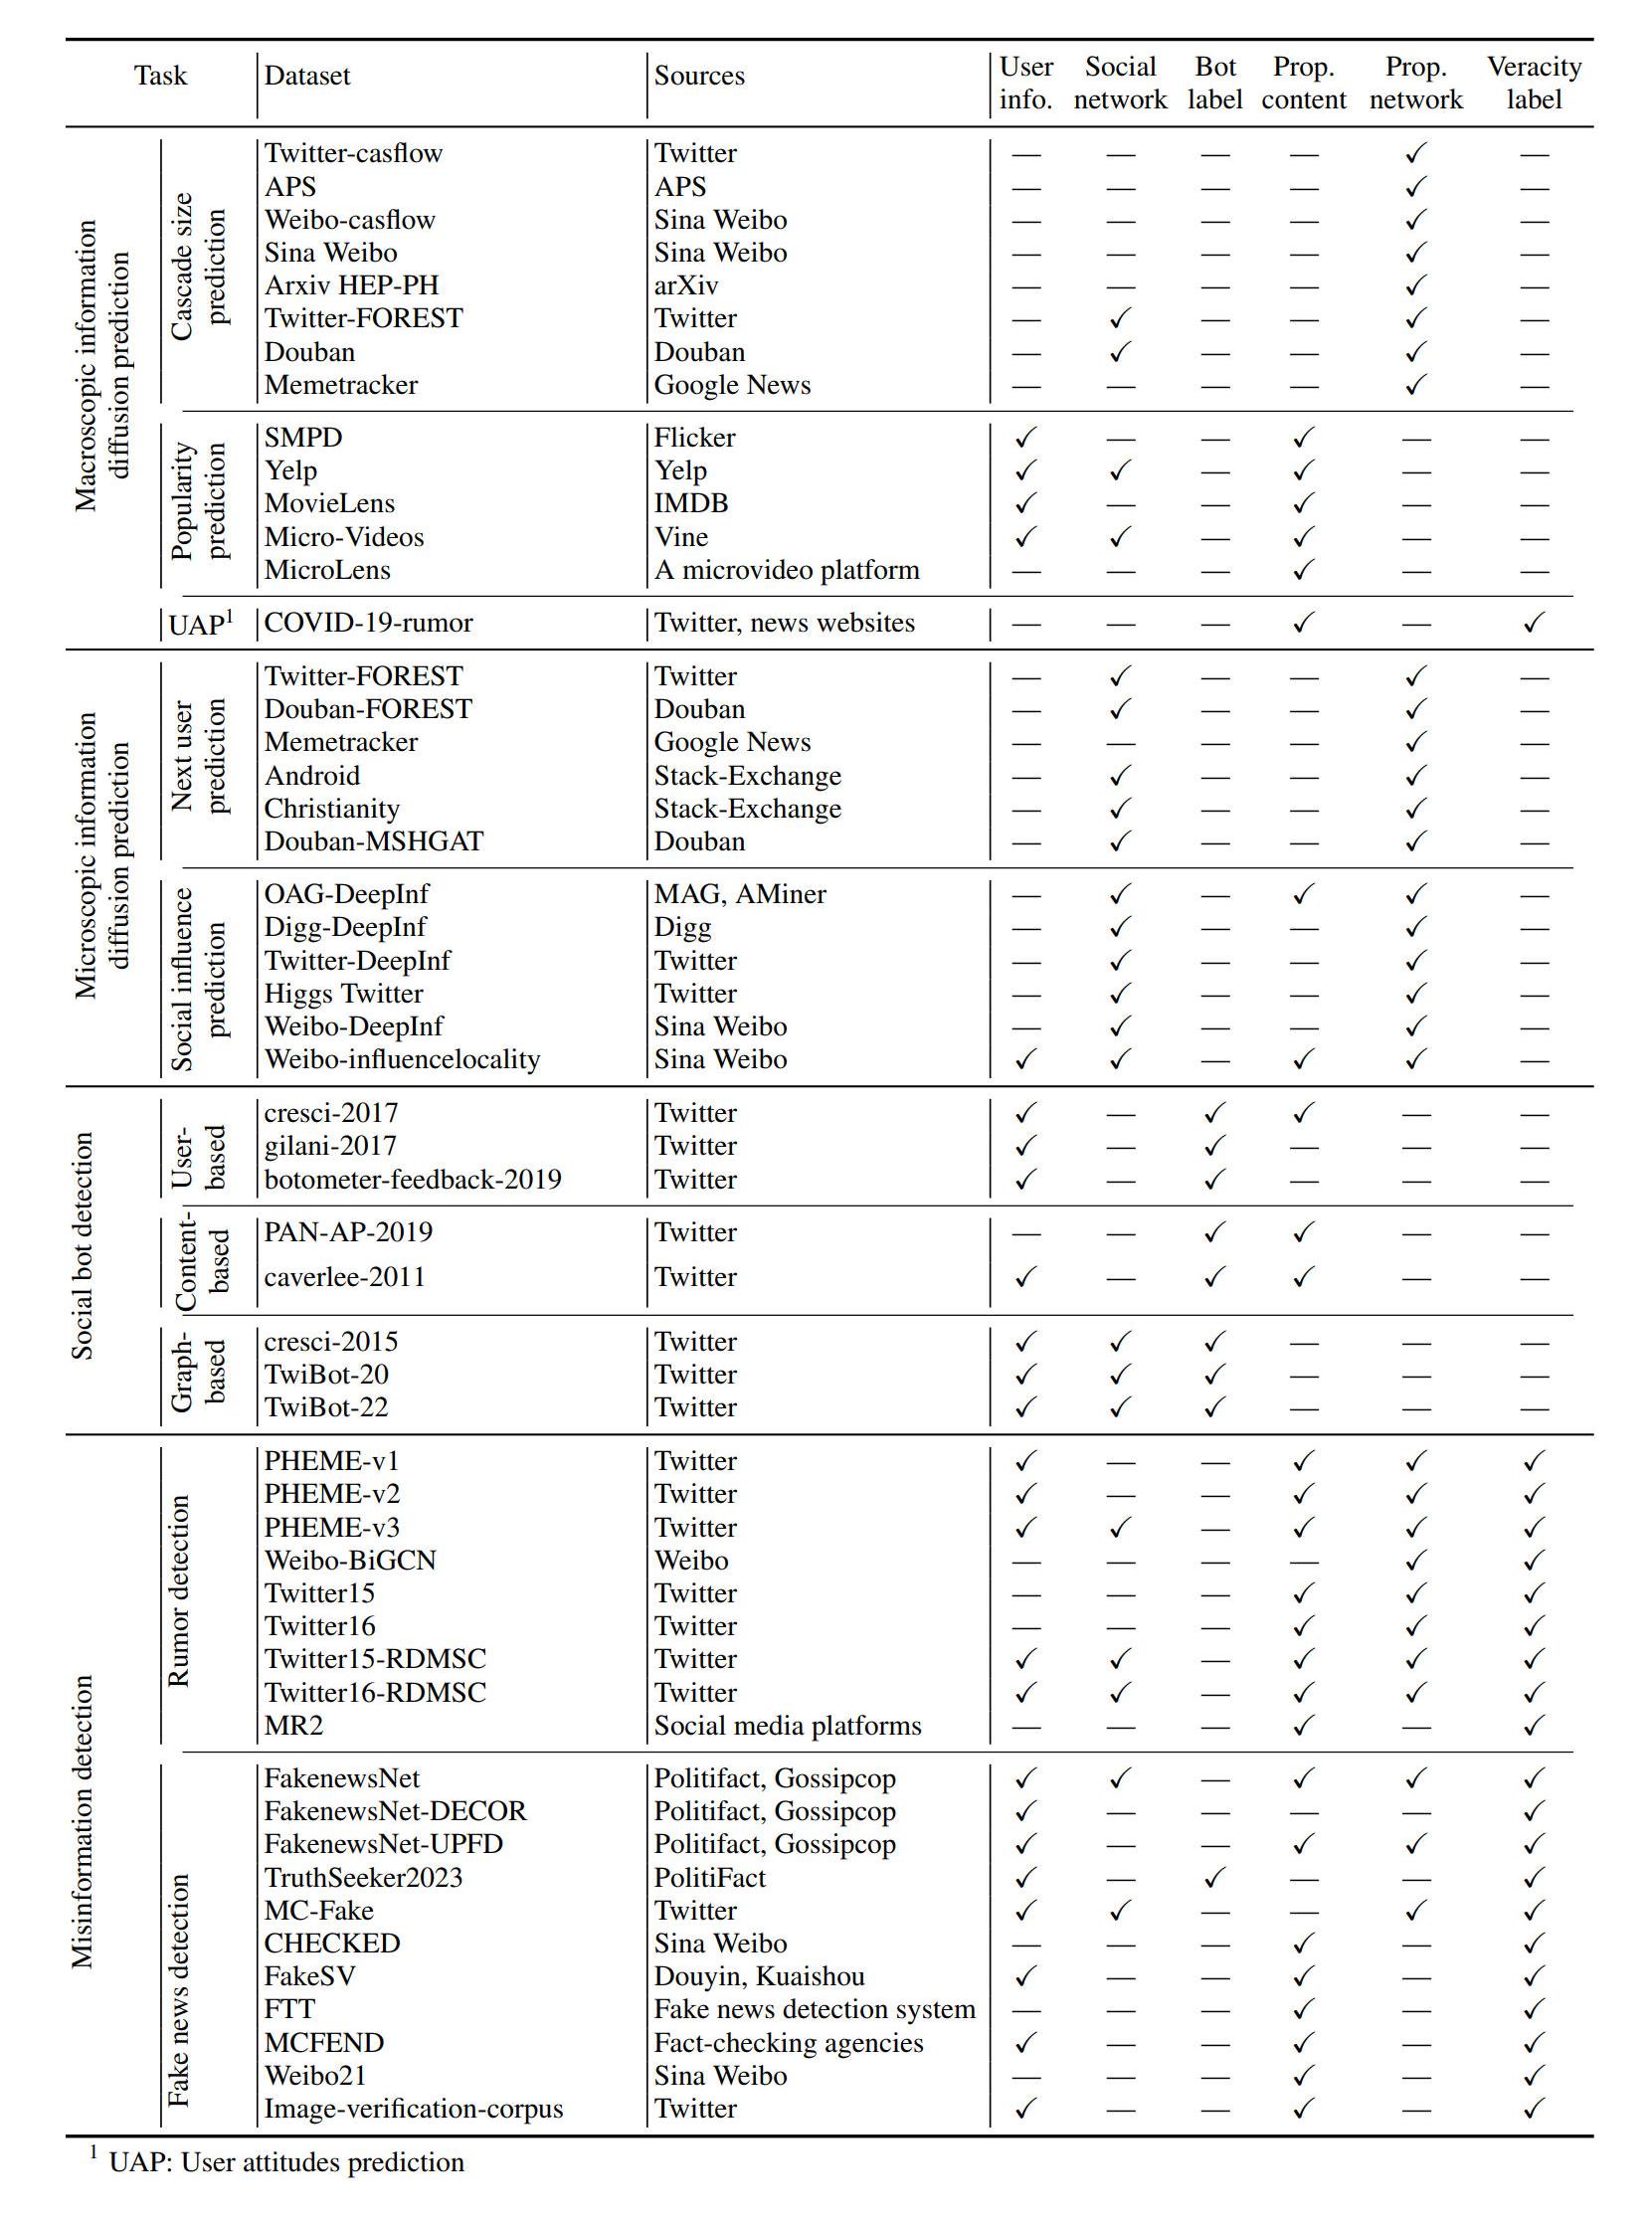 Task Dataset Sources User info. Social network Bot label Prop. content Prop. network Veracity label
Macroscopic information diffusion prediction
Cascade size prediction
Twitter-casflow Twitter — — — — ✓ —
APS APS — — — — ✓ —
Weibo-casflow Sina Weibo — — — — ✓ —
Sina Weibo Sina Weibo — — — — ✓ —
Arxiv HEP-PH arXiv — — — — ✓ —
Twitter-FOREST Twitter — ✓ — — ✓ —
Douban Douban — ✓ — — ✓ —
Memetracker Google News — — — — ✓ —
Popularity prediction
SMPD Flicker ✓ — — ✓ — —
Yelp Yelp ✓ ✓ — ✓ — —
MovieLens IMDB ✓ — — ✓ — —
Micro-Videos Vine ✓ ✓ — ✓ — —
MicroLens A microvideo platform — — — ✓ — —
UAP¹ COVID-19-rumor Twitter, news websites — — — ✓ — ✓
Microscopic information diffusion prediction
Next user prediction
Twitter-FOREST Twitter — ✓ — — ✓ —
Douban-FOREST Douban — ✓ — — ✓ —
Memetracker Google News — — — — ✓ —
Android Stack-Exchange — ✓ — — ✓ —
Christianity Stack-Exchange — ✓ — — ✓ —
Douban-MSHGAT Douban — ✓ — — ✓ —
Social influence prediction
OAG-DeepInf MAG, AMiner — ✓ — ✓ ✓ —
Digg-DeepInf Digg — ✓ — — ✓ —
Twitter-DeepInf Twitter — ✓ — — ✓ —
Higgs Twitter Twitter — ✓ — — ✓ —
Weibo-DeepInf Sina Weibo — ✓ — — ✓ —
Weibo-influencelocality Sina Weibo ✓ ✓ — ✓ ✓ —
Social bot detection
User-based
cresci-2017 Twitter ✓ — ✓ ✓ — —
gilani-2017 Twitter ✓ — ✓ — — —
botometer-feedback-2019 Twitter ✓ — ✓ — — —
Content-based
PAN-AP-2019 Twitter — — ✓ ✓ — —
caverlee-2011 Twitter ✓ — ✓ ✓ — —
Graph-based
cresci-2015 Twitter ✓ ✓ ✓ — — —
TwiBot-20 Twitter ✓ ✓ ✓ — — —
TwiBot-22 Twitter ✓ ✓ ✓ — — —
Misinformation detection
Rumor detection
PHEME-v1 Twitter ✓ — — ✓ ✓ ✓
PHEME-v2 Twitter ✓ — — ✓ ✓ ✓
PHEME-v3 Twitter ✓ ✓ — ✓ ✓ ✓
Weibo-BiGCN Weibo — — — — ✓ ✓
Twitter15 Twitter — — — ✓ ✓ ✓
Twitter16 Twitter — — — ✓ ✓ ✓
Twitter15-RDMSC Twitter ✓ ✓ — ✓ ✓ ✓
Twitter16-RDMSC Twitter ✓ ✓ — ✓ ✓ ✓
MR2 Social media platforms — — — ✓ — ✓
Fake news detection
FakenewsNet Politifact, Gossipcop ✓ ✓ — ✓ ✓ ✓
FakenewsNet-DECOR Politifact, Gossipcop ✓ — — — — ✓
FakenewsNet-UPFD Politifact, Gossipcop ✓ — — ✓ ✓ ✓
TruthSeeker2023 PolitiFact ✓ — ✓ — — ✓
MC-Fake Twitter ✓ ✓ — — ✓ ✓
CHECKED Sina Weibo — — — ✓ — ✓
FakeSV Douyin, Kuaishou ✓ — — ✓ — ✓
FTT Fake news detection system — — — ✓ — ✓
MCFEND Fact-checking agencies ✓ — — ✓ — ✓
Weibo21 Sina Weibo — — — ✓ — ✓
Image-verification-corpus Twitter ✓ — — ✓ — ✓
¹ UAP: User attitudes prediction